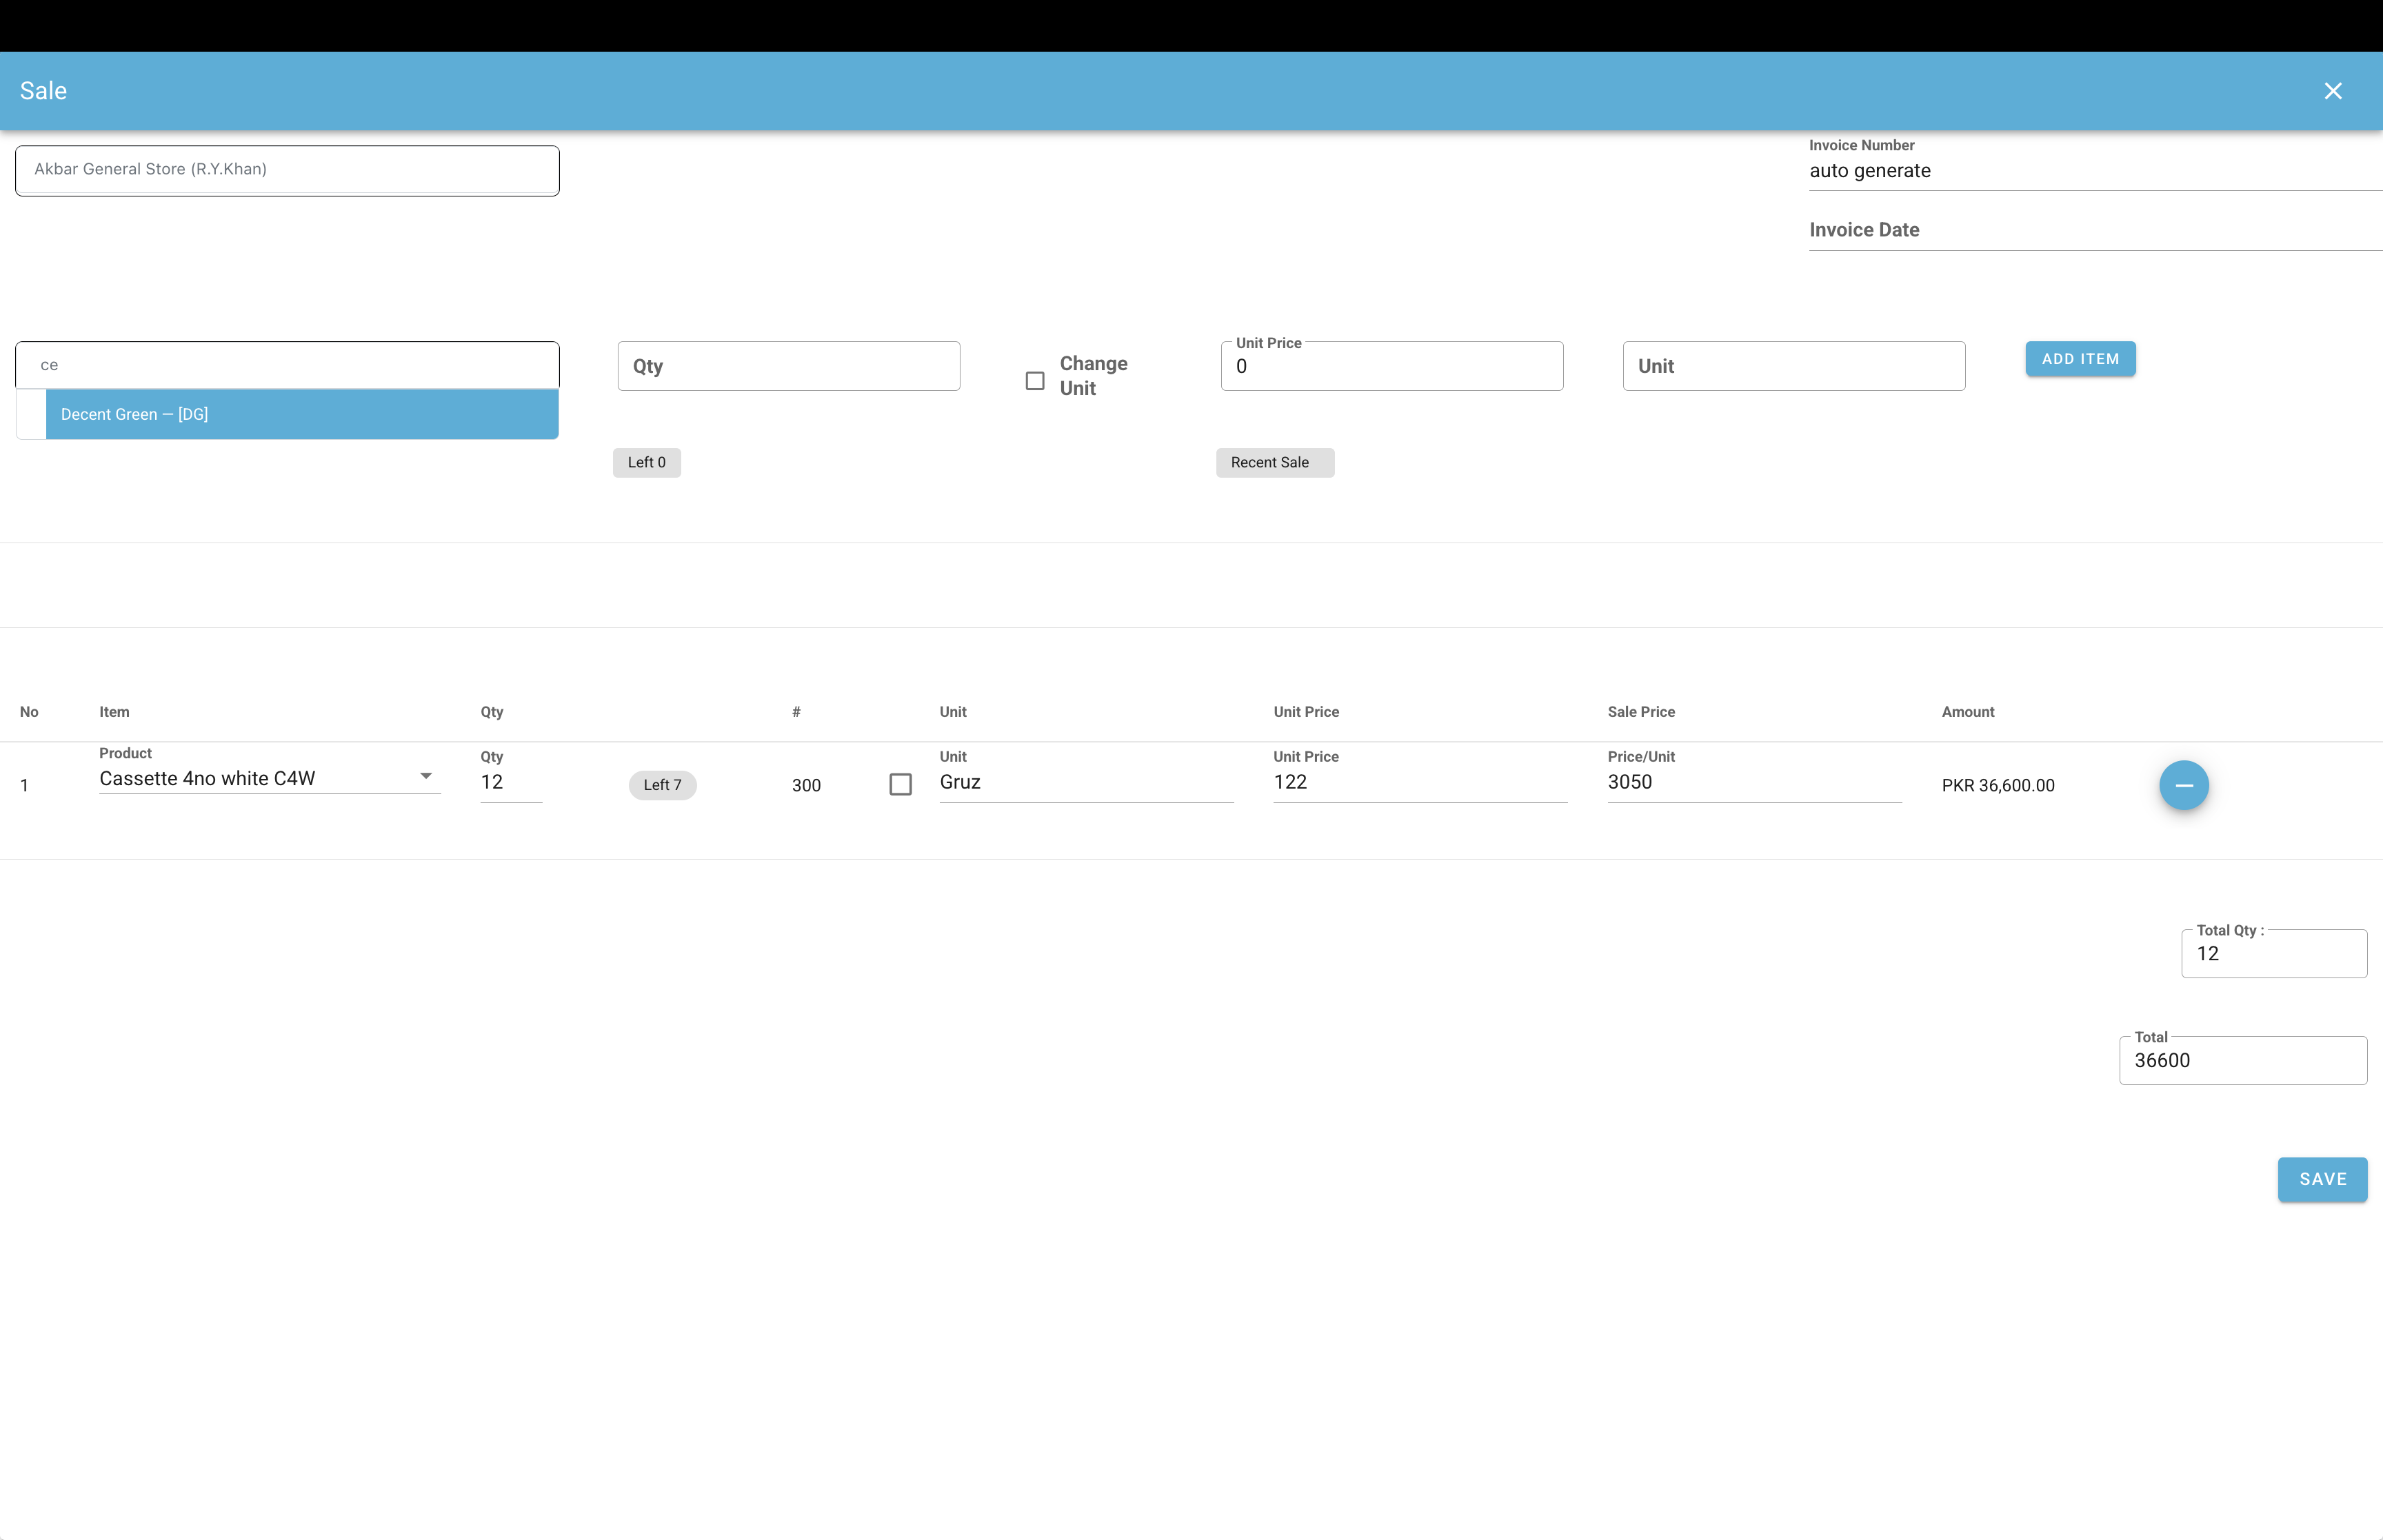 Sale
Akbar General Store (R.Y.Khan)
Invoice Number
auto generate
Invoice Date
ce
Decent Green — [DG]
Qty
Change
Unit
Unit Price
0
Unit
ADD ITEM
Left 0
Recent Sale
No Item Qty # Unit Unit Price Sale Price Amount
Product Qty Unit Unit Price Price/Unit
1 Cassette 4no white C4W 12 Left 7 300 Gruz 122 3050 PKR 36,600.00
Total Qty :
12
Total
36600
SAVE